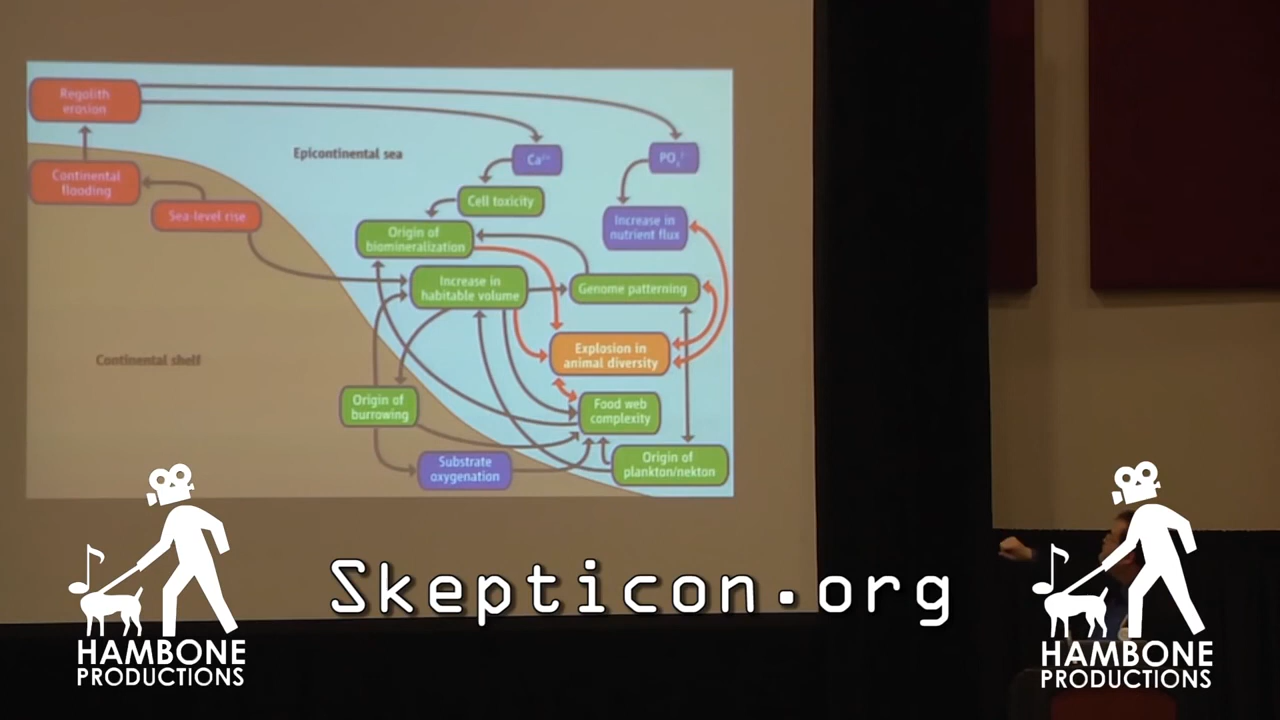 Regolith
erosion
Epicontinental sea
Ca²⁺
Continental
flooding
Cell toxicity
Sea-level rise
Origin of
biomineralization
Increase in
nutrient flux
Increase in
habitable volume
Genome patterning
Continental shelf
Explosion in
animal diversity
Origin of
burrowing
Food web
complexity
Substrate
oxygenation
Origin of
plankton/nekton
Skepticon.org
HAMBONE
PRODUCTIONS
HAMBONE
PRODUCTIONS